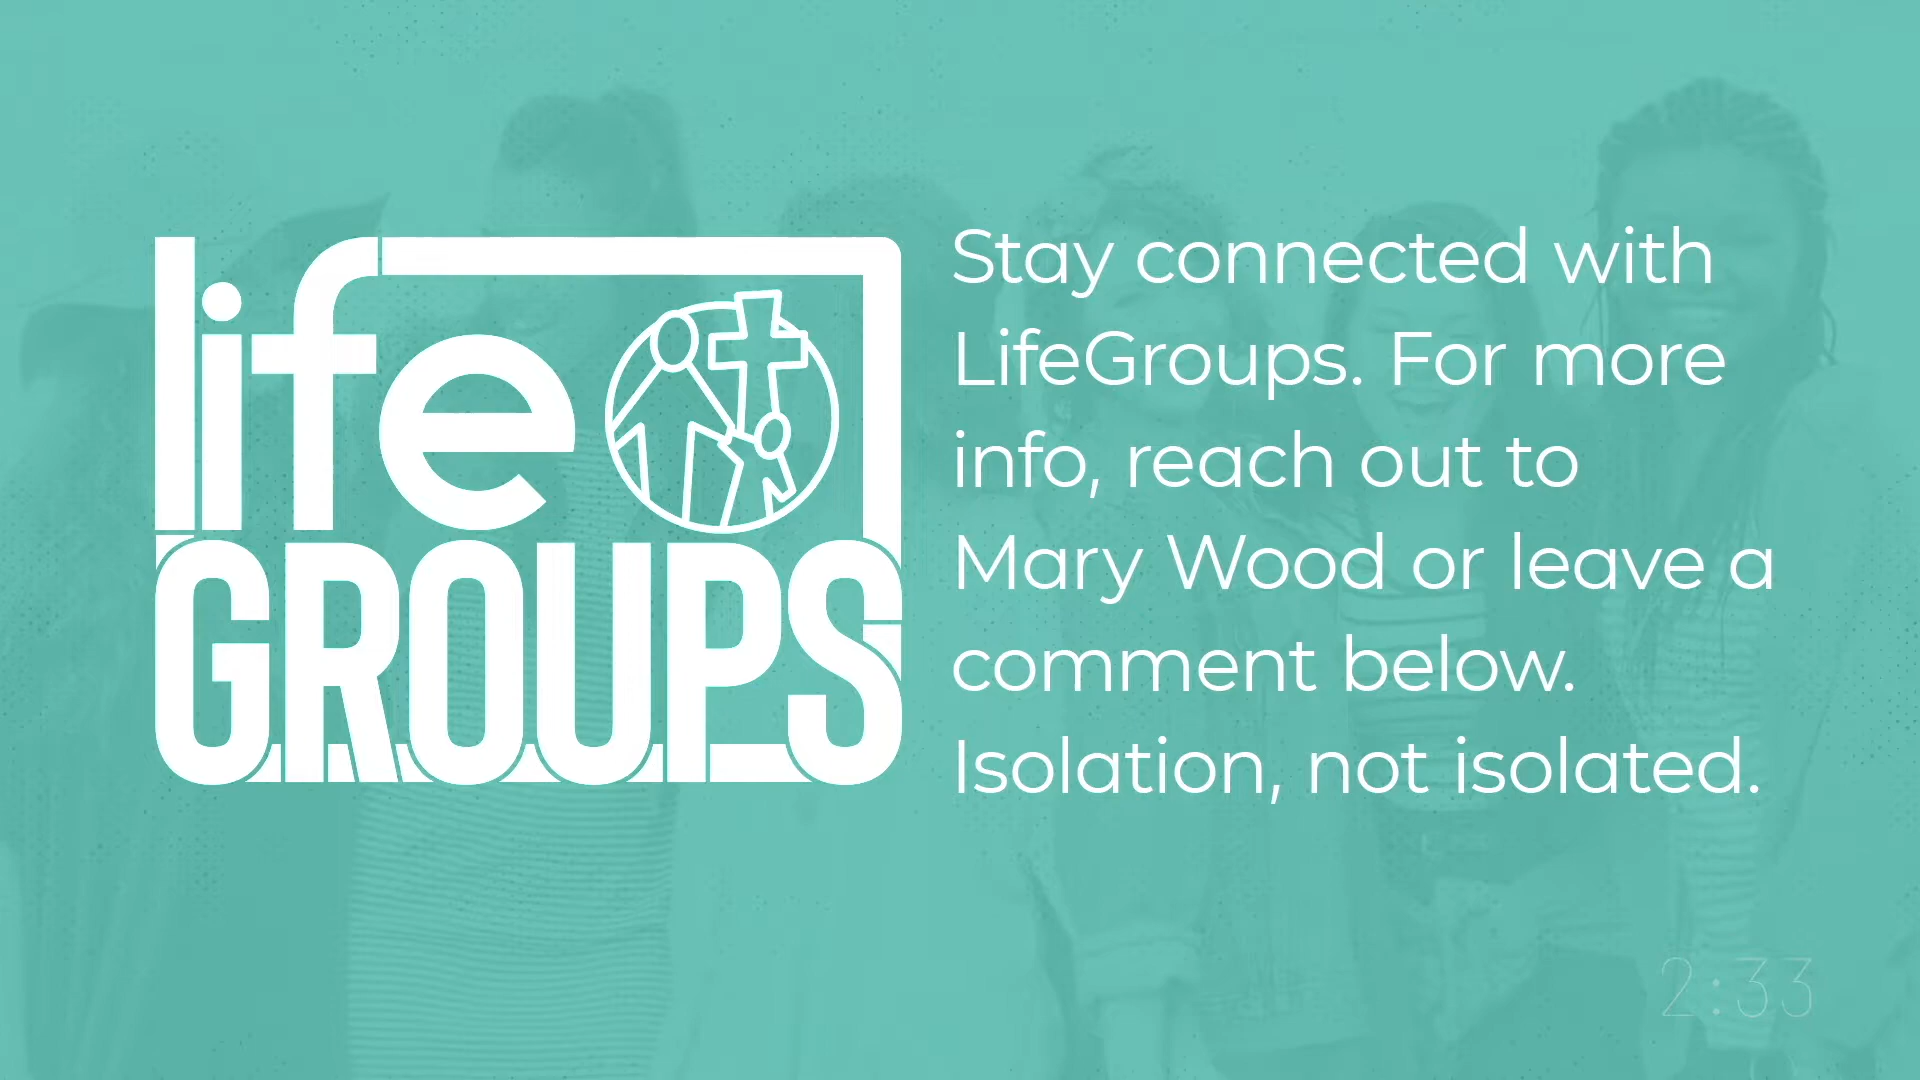 life
GROUPS
Stay connected with
LifeGroups. For more
info, reach out to
Mary Wood or leave a
comment below.
Isolation, not isolated.
2:33